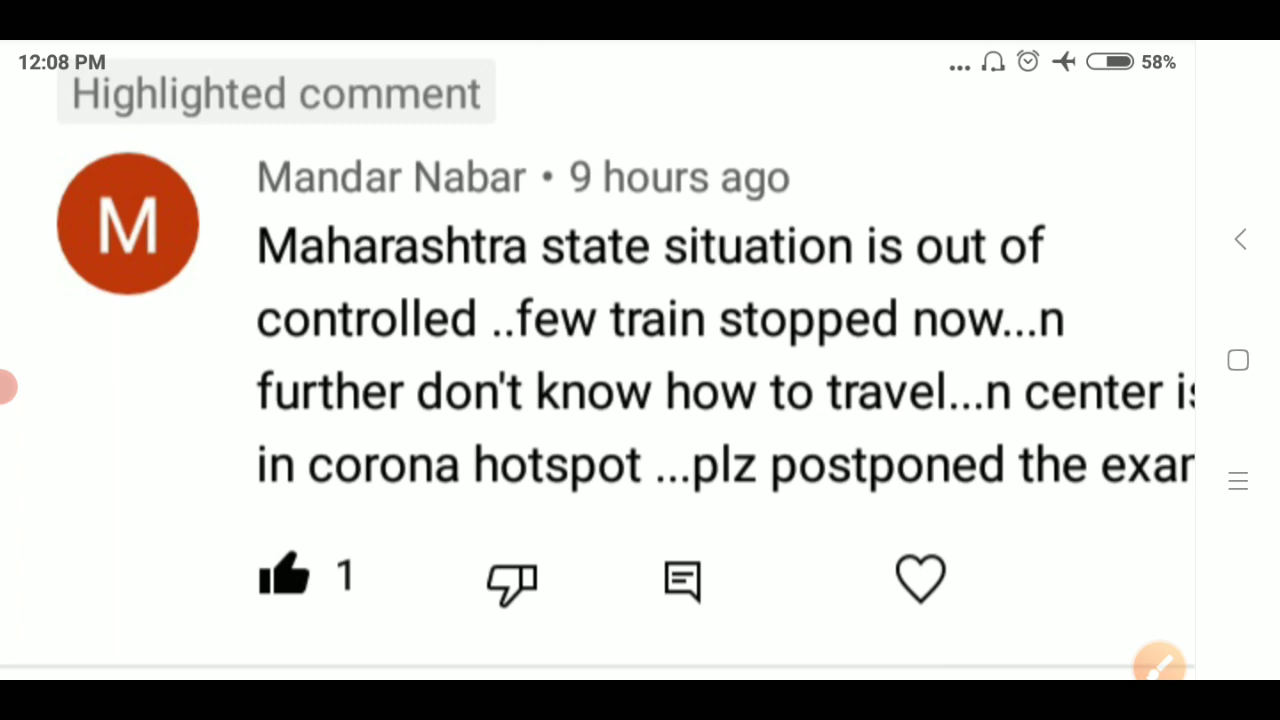 12:08 PM
58%
Highlighted comment
M
Mandar Nabar • 9 hours ago
Maharashtra state situation is out of
controlled ..few train stopped now...n
further don't know how to travel...n center
in corona hotspot ...plz postponed the
1